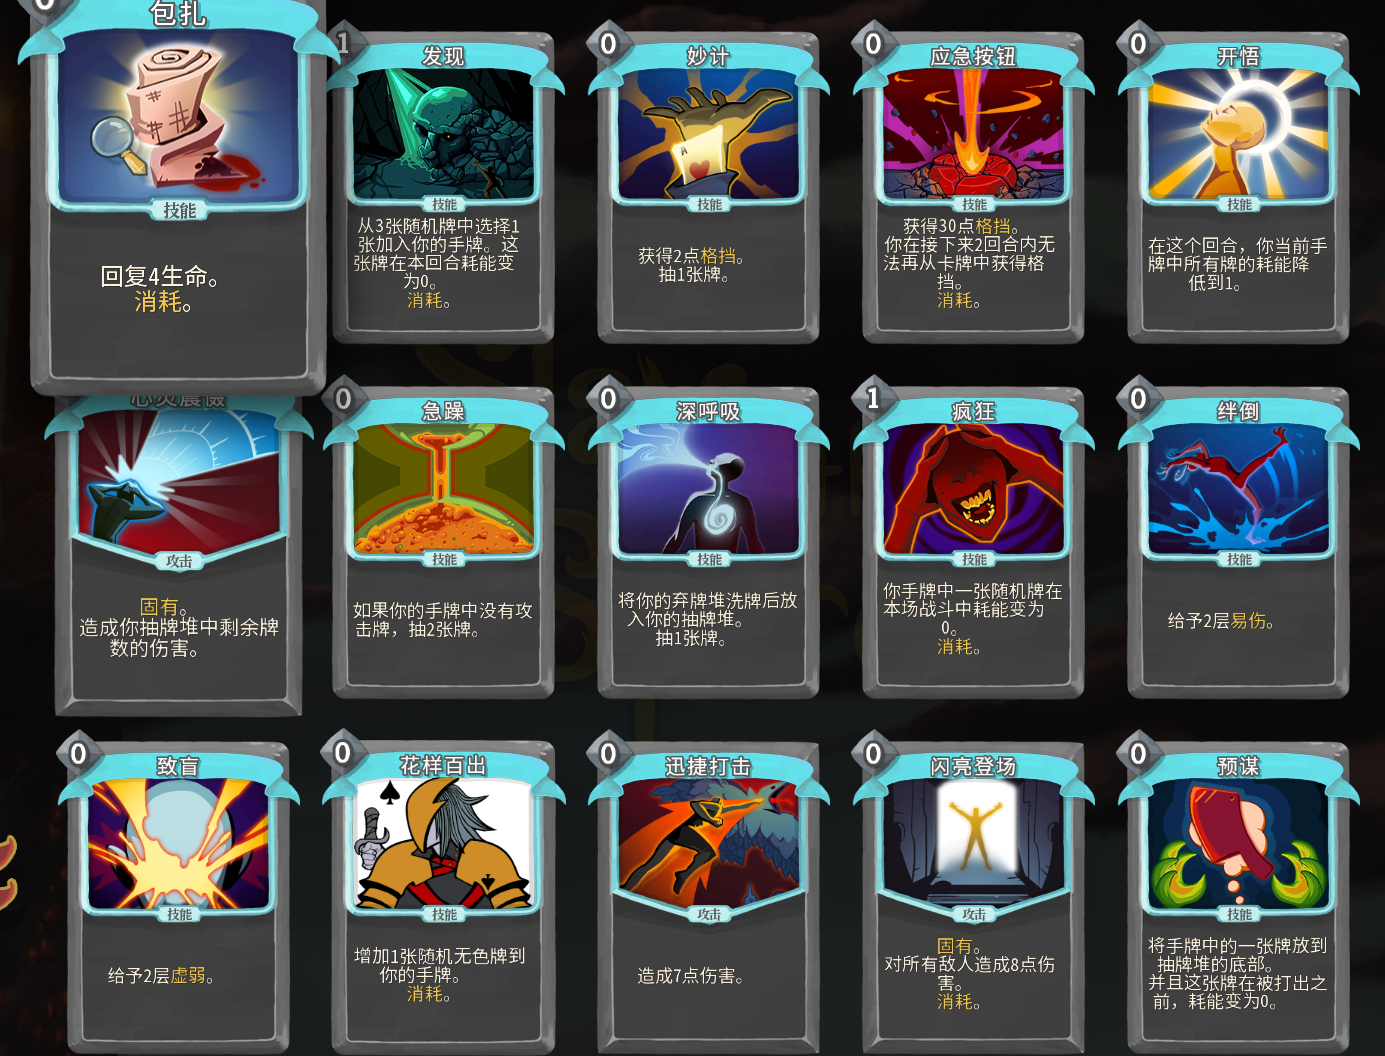 0
包扎
技能
回复4生命。
消耗。
1
发现
技能
从3张随机牌中选择1
张加入你的手牌。这
张牌在本回合耗能变
为0。
消耗。
0
妙计
技能
获得2点格挡。
抽1张牌。
0
应急按钮
技能
获得30点格挡。
你在接下来2回合内无
法再从卡牌中获得格
挡。
消耗。
0
开悟
技能
在这个回合，你当前手
牌中所有牌的耗能降
低到1。
心灵震慑
攻击
固有。
造成你抽牌堆中剩余牌
数的伤害。
0
急躁
技能
如果你的手牌中没有攻
击牌，抽2张牌。
0
深呼吸
技能
将你的弃牌堆洗牌后放
入你的抽牌堆。
抽1张牌。
1
疯狂
技能
你手牌中一张随机牌在
本场战斗中耗能变为
0。
消耗。
0
绊倒
技能
给予2层易伤。
0
致盲
技能
给予2层虚弱。
0
花样百出
技能
增加1张随机无色牌到
你的手牌。
消耗。
0
迅捷打击
攻击
造成7点伤害。
0
闪亮登场
攻击
固有。
对所有敌人造成8点伤
害。
消耗。
0
预谋
技能
将手牌中的一张牌放到
抽牌堆的底部。
并且这张牌在被打出之
前，耗能变为0。